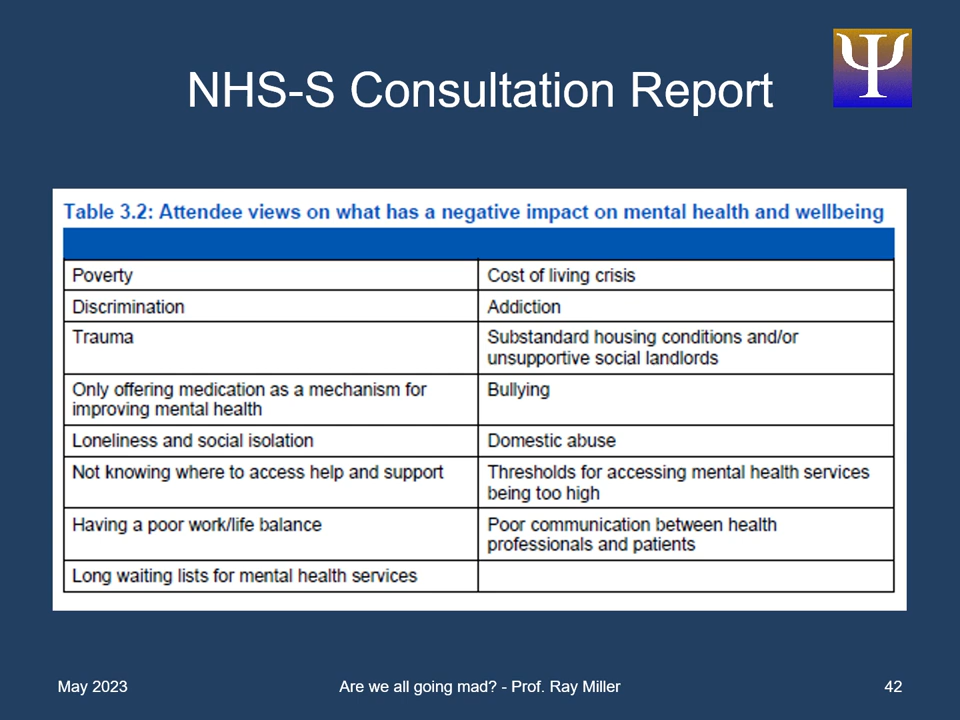 NHS-S Consultation Report
Ψ
Table 3.2: Attendee views on what has a negative impact on mental health and wellbeing
Poverty
Cost of living crisis
Discrimination
Addiction
Trauma
Substandard housing conditions and/or
unsupportive social landlords
Only offering medication as a mechanism for
improving mental health
Bullying
Loneliness and social isolation
Domestic abuse
Not knowing where to access help and support
Thresholds for accessing mental health services
being too high
Having a poor work/life balance
Poor communication between health
professionals and patients
Long waiting lists for mental health services
May 2023
Are we all going mad? - Prof. Ray Miller
42